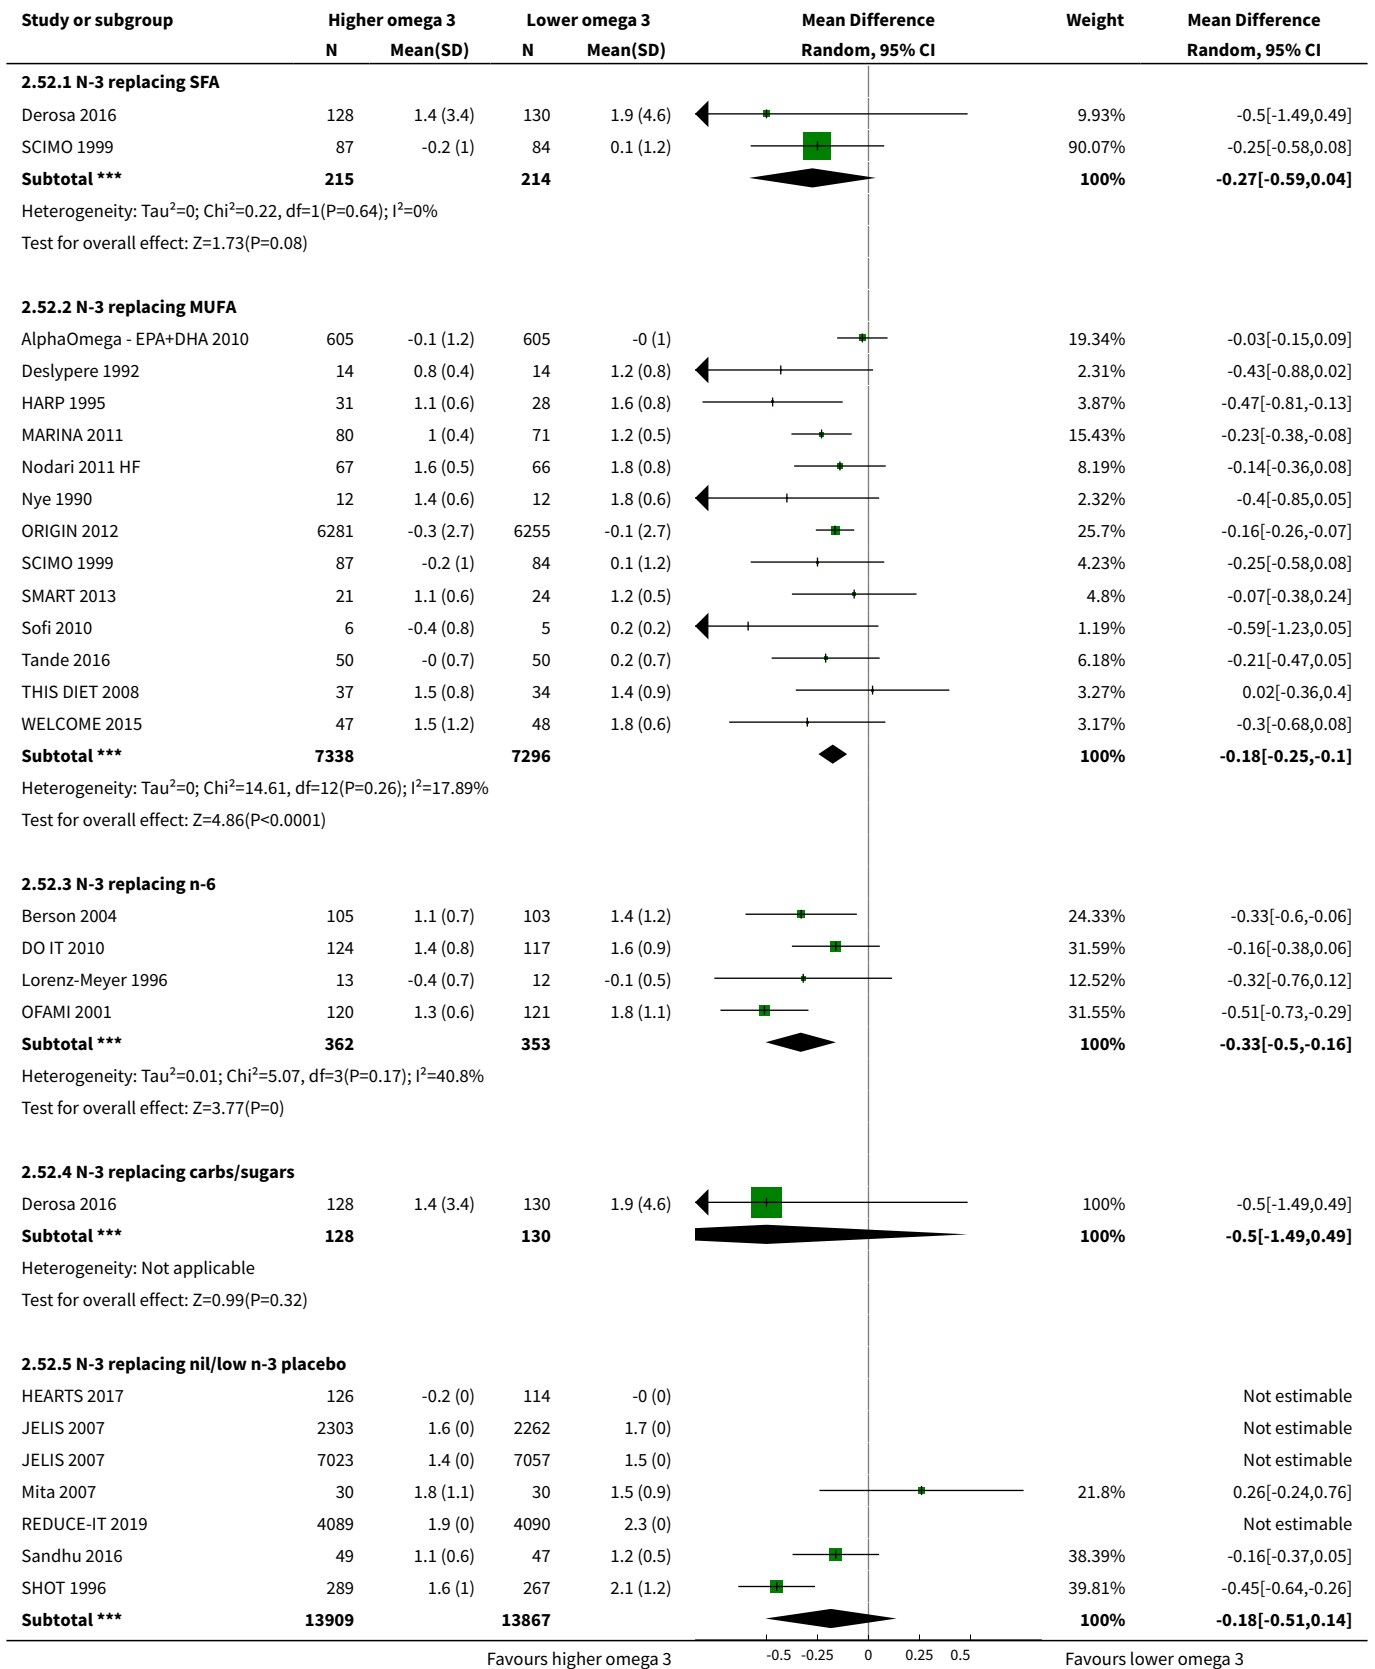 Study or subgroup Higher omega 3 Lower omega 3 Mean Difference Weight Mean Difference
N Mean(SD) N Mean(SD) Random, 95% CI Random, 95% CI
2.52.1 N-3 replacing SFA
Derosa 2016 128 1.4 (3.4) 130 1.9 (4.6) 9.93% -0.5[-1.49,0.49]
SCIMO 1999 87 -0.2 (1) 84 0.1 (1.2) 90.07% -0.25[-0.58,0.08]
Subtotal *** 215 214 100% -0.27[-0.59,0.04]
Heterogeneity: Tau²=0; Chi²=0.22, df=1(P=0.64); I²=0%
Test for overall effect: Z=1.73(P=0.08)
2.52.2 N-3 replacing MUFA
AlphaOmega - EPA+DHA 2010 605 -0.1 (1.2) 605 -0 (1) 19.34% -0.03[-0.15,0.09]
Deslypere 1992 14 0.8 (0.4) 14 1.2 (0.8) 2.31% -0.43[-0.88,0.02]
HARP 1995 31 1.1 (0.6) 28 1.6 (0.8) 3.87% -0.47[-0.81,-0.13]
MARINA 2011 80 1 (0.4) 71 1.2 (0.5) 15.43% -0.23[-0.38,-0.08]
Nodari 2011 HF 67 1.6 (0.5) 66 1.8 (0.8) 8.19% -0.14[-0.36,0.08]
Nye 1990 12 1.4 (0.6) 12 1.8 (0.6) 2.32% -0.4[-0.85,0.05]
ORIGIN 2012 6281 -0.3 (2.7) 6255 -0.1 (2.7) 25.7% -0.16[-0.26,-0.07]
SCIMO 1999 87 -0.2 (1) 84 0.1 (1.2) 4.23% -0.25[-0.58,0.08]
SMART 2013 21 1.1 (0.6) 24 1.2 (0.5) 4.8% -0.07[-0.38,0.24]
Sofi 2010 6 -0.4 (0.8) 5 0.2 (0.2) 1.19% -0.59[-1.23,0.05]
Tande 2016 50 -0 (0.7) 50 0.2 (0.7) 6.18% -0.21[-0.47,0.05]
THIS DIET 2008 37 1.5 (0.8) 34 1.4 (0.9) 3.27% 0.02[-0.36,0.4]
WELCOME 2015 47 1.5 (1.2) 48 1.8 (0.6) 3.17% -0.3[-0.68,0.08]
Subtotal *** 7338 7296 100% -0.18[-0.25,-0.1]
Heterogeneity: Tau²=0; Chi²=14.61, df=12(P=0.26); I²=17.89%
Test for overall effect: Z=4.86(P<0.0001)
2.52.3 N-3 replacing n-6
Berson 2004 105 1.1 (0.7) 103 1.4 (1.2) 24.33% -0.33[-0.6,-0.06]
DO IT 2010 124 1.4 (0.8) 117 1.6 (0.9) 31.59% -0.16[-0.38,0.06]
Lorenz-Meyer 1996 13 -0.4 (0.7) 12 -0.1 (0.5) 12.52% -0.32[-0.76,0.12]
OFAMI 2001 120 1.3 (0.6) 121 1.8 (1.1) 31.55% -0.51[-0.73,-0.29]
Subtotal *** 362 353 100% -0.33[-0.5,-0.16]
Heterogeneity: Tau²=0.01; Chi²=5.07, df=3(P=0.17); I²=40.8%
Test for overall effect: Z=3.77(P=0)
2.52.4 N-3 replacing carbs/sugars
Derosa 2016 128 1.4 (3.4) 130 1.9 (4.6) 100% -0.5[-1.49,0.49]
Subtotal *** 128 130 100% -0.5[-1.49,0.49]
Heterogeneity: Not applicable
Test for overall effect: Z=0.99(P=0.32)
2.52.5 N-3 replacing nil/low n-3 placebo
HEARTS 2017 126 -0.2 (0) 114 -0 (0) Not estimable
JELIS 2007 2303 1.6 (0) 2262 1.7 (0) Not estimable
JELIS 2007 7023 1.4 (0) 7057 1.5 (0) Not estimable
Mita 2007 30 1.8 (1.1) 30 1.5 (0.9) 21.8% 0.26[-0.24,0.76]
REDUCE-IT 2019 4089 1.9 (0) 4090 2.3 (0) Not estimable
Sandhu 2016 49 1.1 (0.6) 47 1.2 (0.5) 38.39% -0.16[-0.37,0.05]
SHOT 1996 289 1.6 (1) 267 2.1 (1.2) 39.81% -0.45[-0.64,-0.26]
Subtotal *** 13909 13867 100% -0.18[-0.51,0.14]
Favours higher omega 3 -0.5 -0.25 0 0.25 0.5 Favours lower omega 3